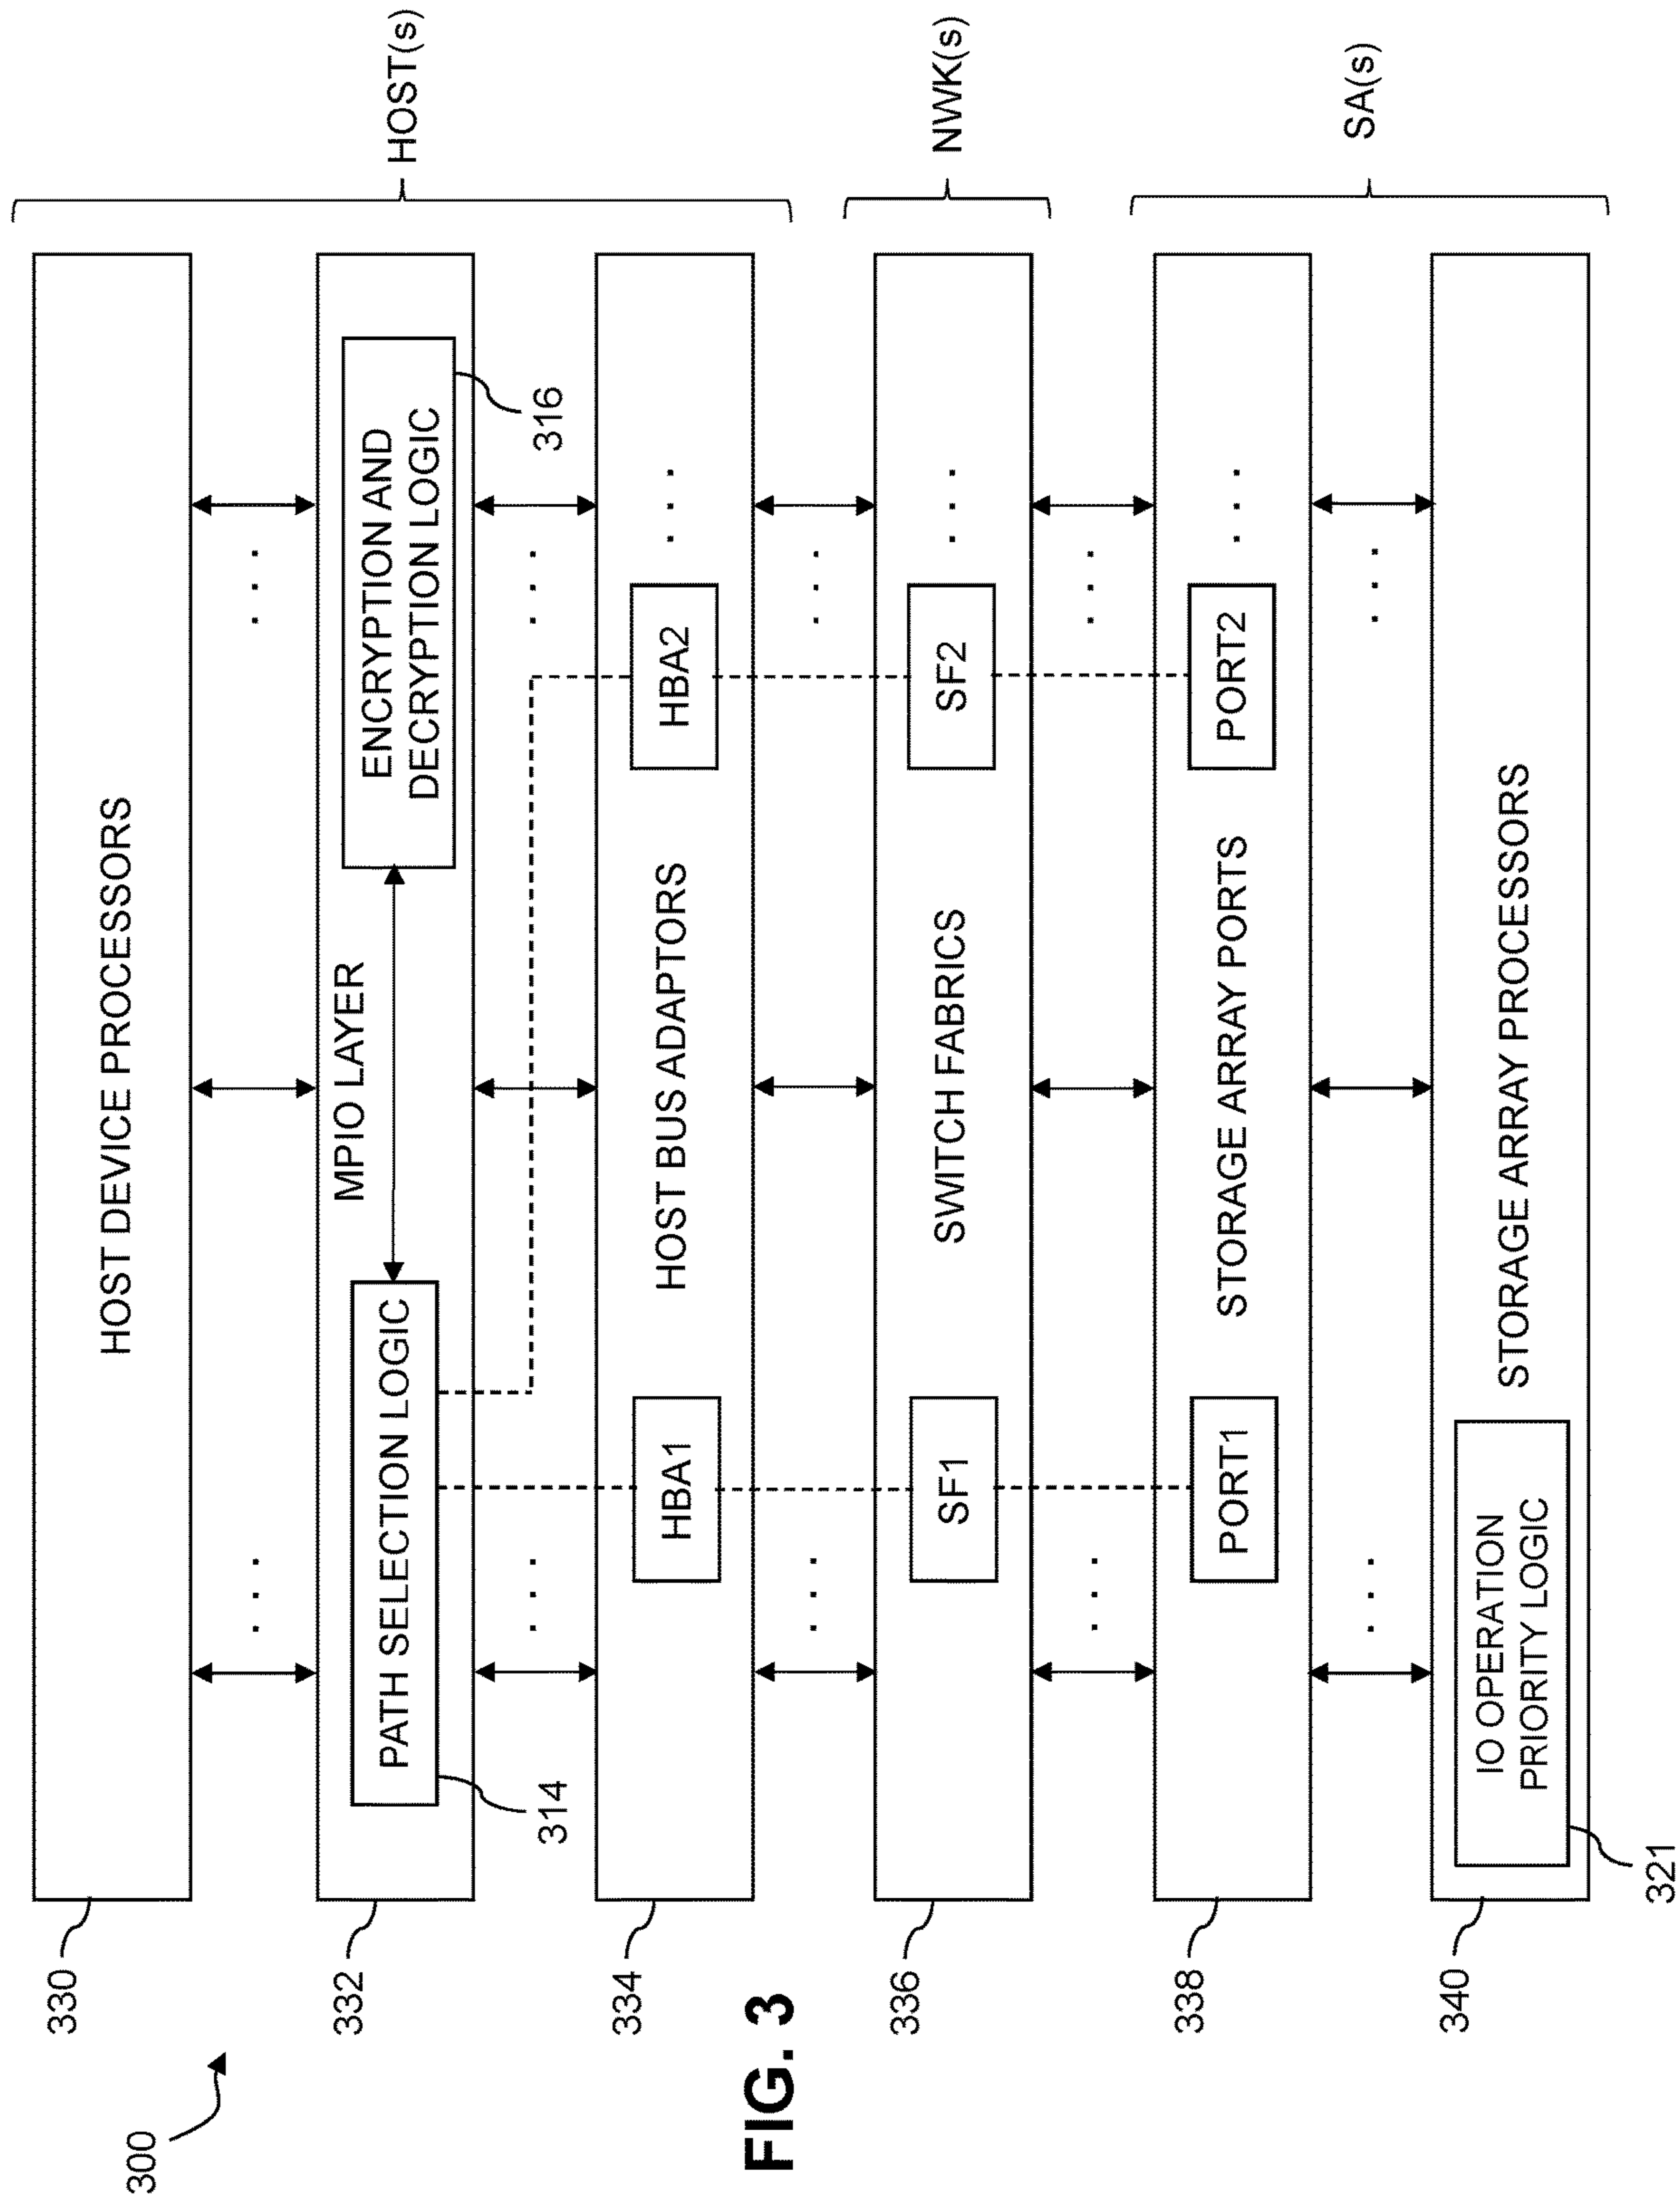 300
330
HOST DEVICE PROCESSORS
HOST(s)
332
MPIO LAYER
PATH SELECTION LOGIC
314
ENCRYPTION AND
DECRYPTION LOGIC
316
334
HBA1
HOST BUS ADAPTORS
HBA2
. . .
336
SF1
SWITCH FABRICS
SF2
. . .
NWK(s)
338
PORT1
STORAGE ARRAY PORTS
PORT2
. . .
SA(s)
340
IO OPERATION
PRIORITY LOGIC
321
STORAGE ARRAY PROCESSORS
FIG. 3